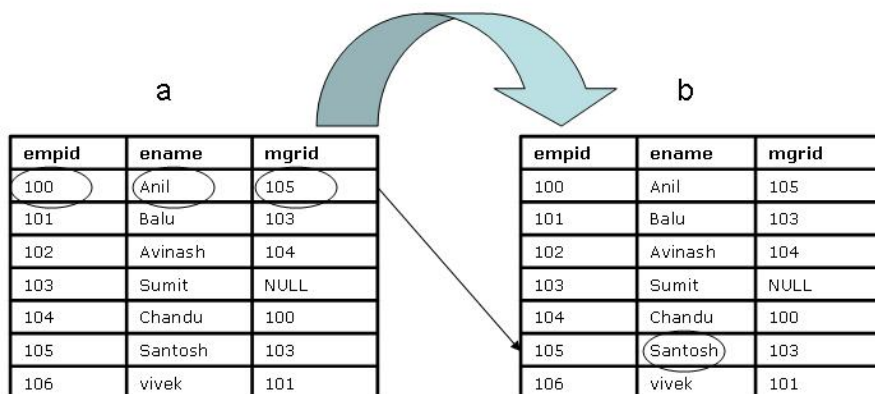 a
b
empid ename mgrid
100 Anil 105
101 Balu 103
102 Avinash 104
103 Sumit NULL
104 Chandu 100
105 Santosh 103
106 vivek 101
empid ename mgrid
100 Anil 105
101 Balu 103
102 Avinash 104
103 Sumit NULL
104 Chandu 100
105 Santosh 103
106 vivek 101